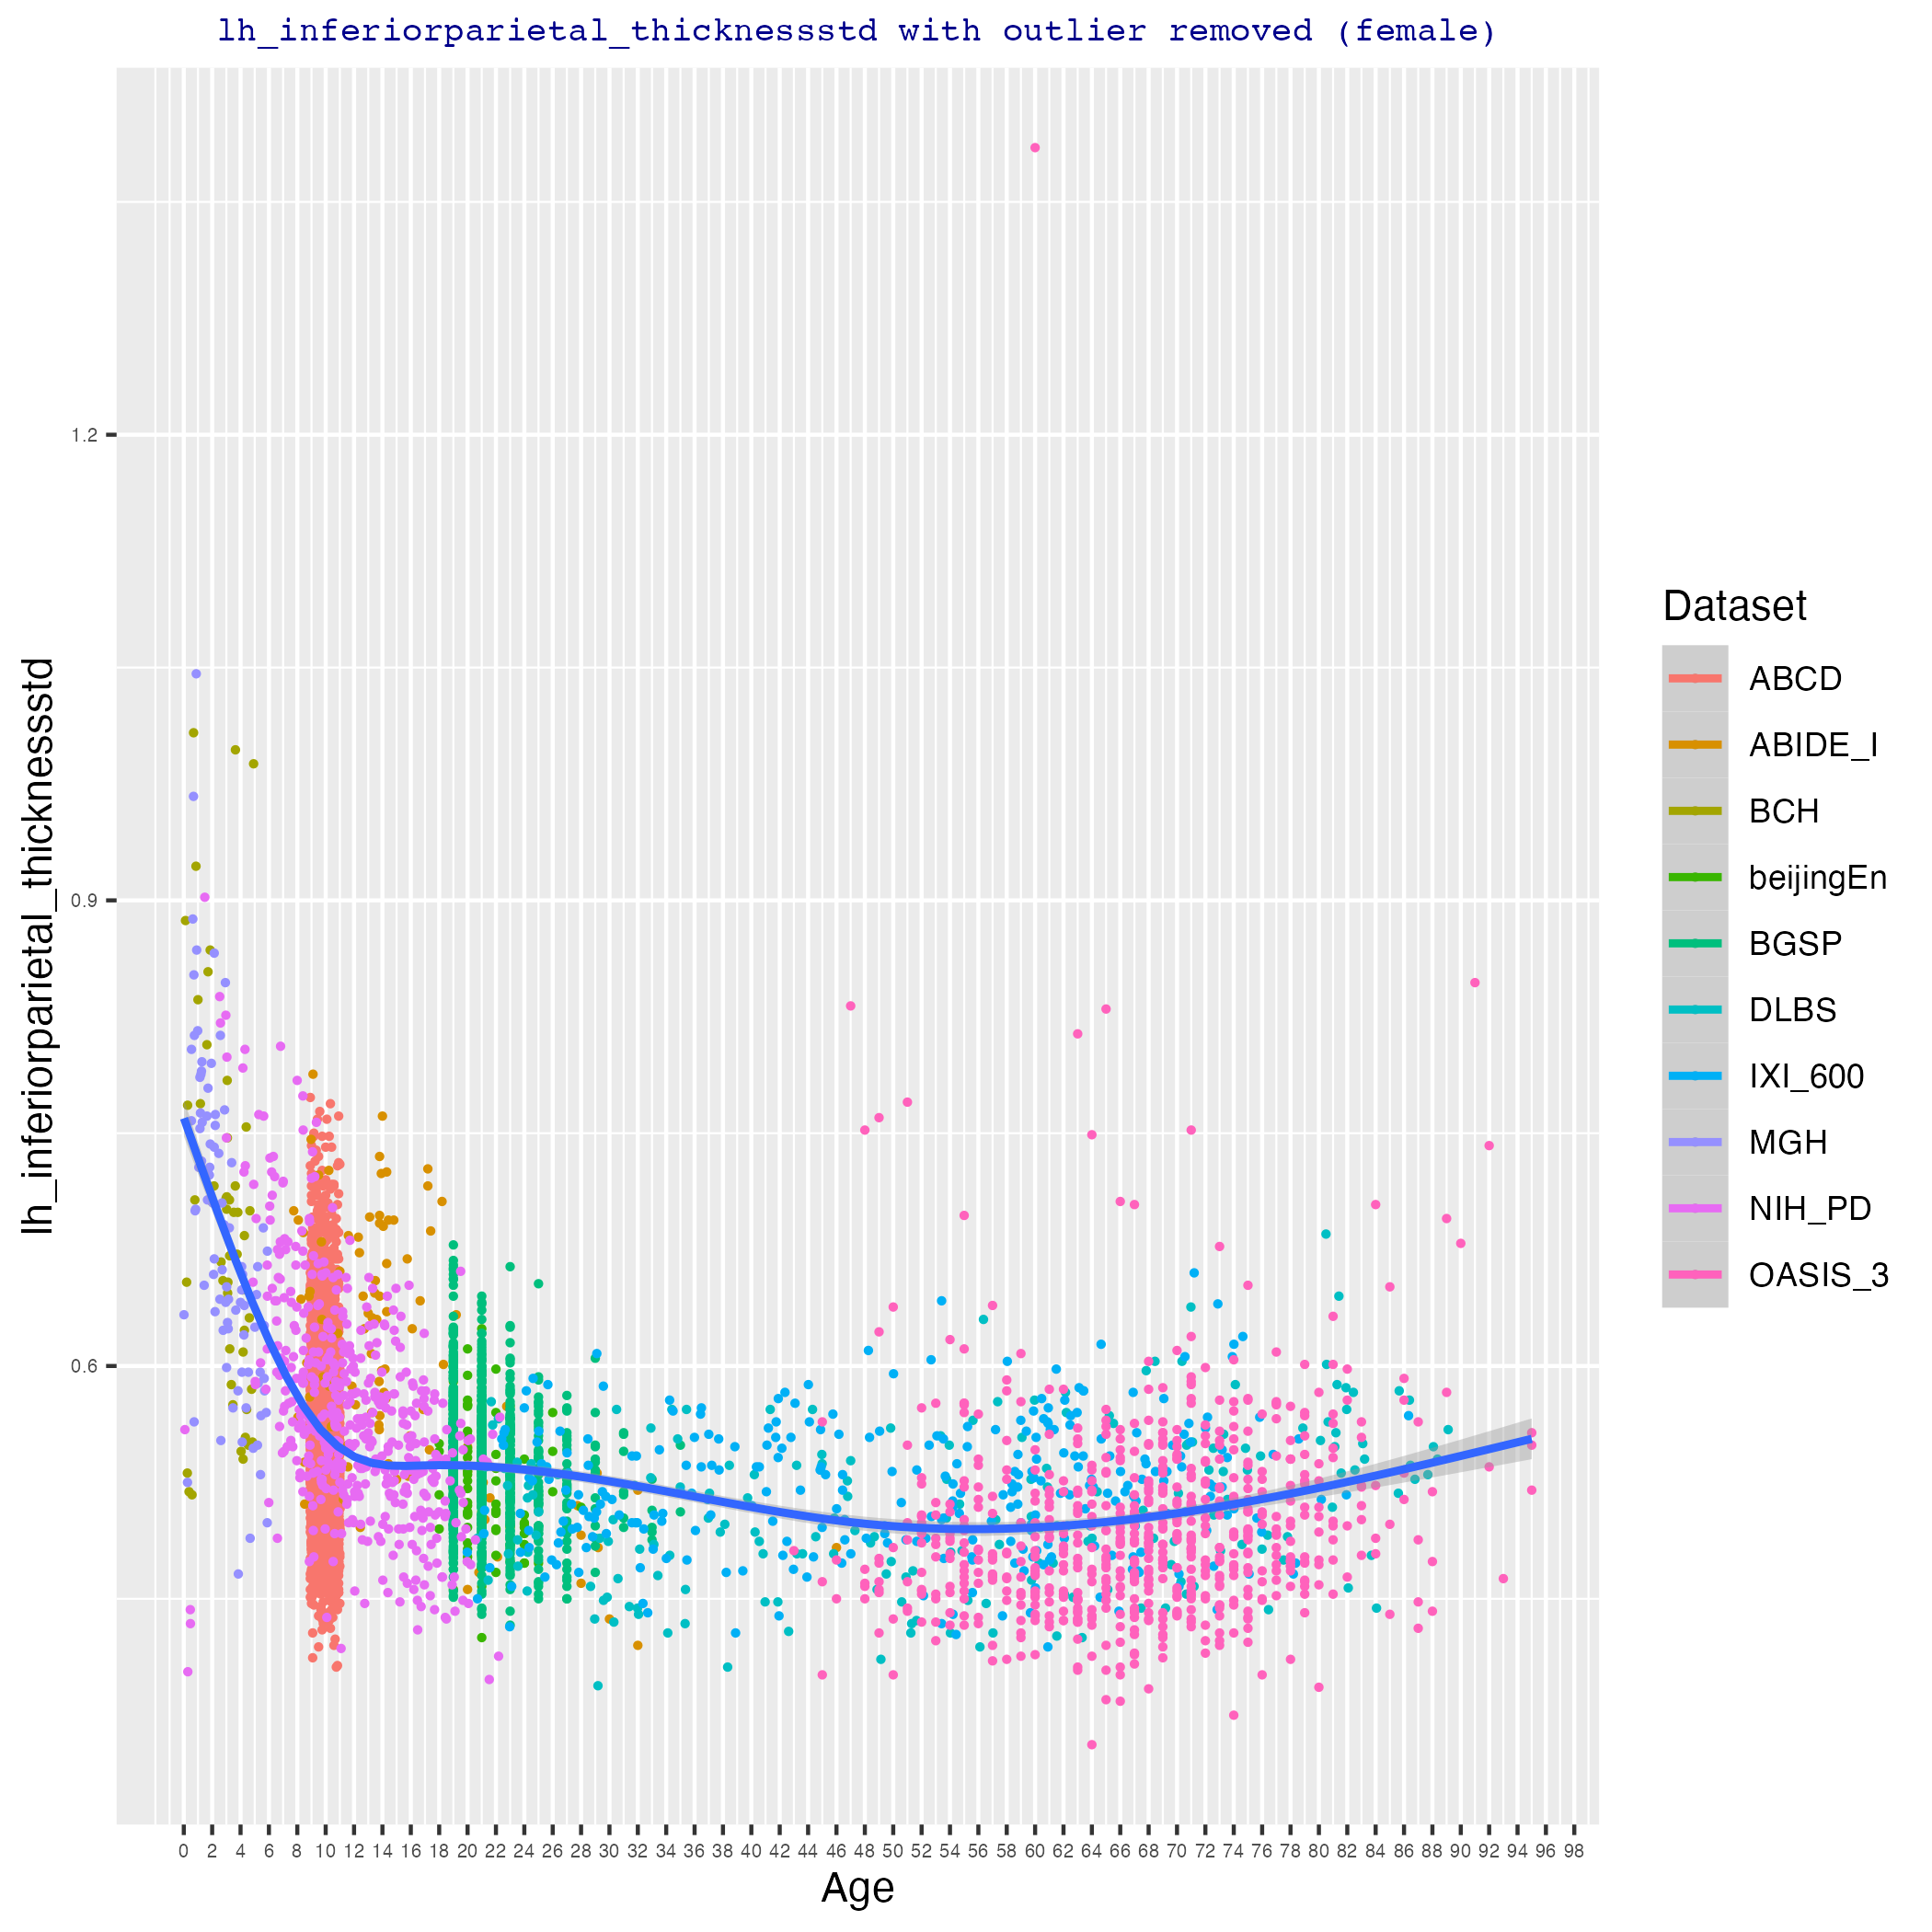 lh_inferiorparietal_thicknessstd with outlier removed (female)
lh_inferiorparietal_thicknessstd
1.2
0.9
0.6
0 2 4 6 8 10 12 14 16 18 20 22 24 26 28 30 32 34 36 38 40 42 44 46 48 50 52 54 56 58 60 62 64 66 68 70 72 74 76 78 80 82 84 86 88 90 92 94 96 98
Age
Dataset
ABCD
ABIDE_I
BCH
beijingEn
BGSP
DLBS
IXI_600
MGH
NIH_PD
OASIS_3